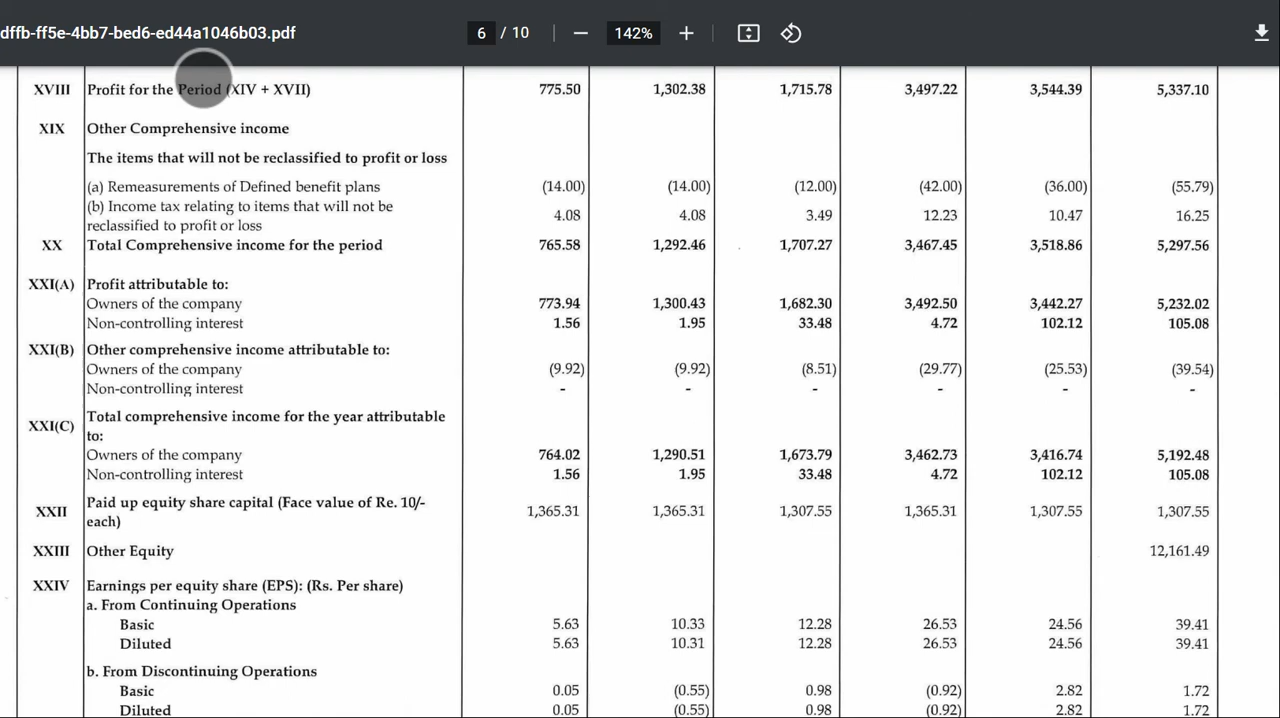 dffb-ff5e-4bb7-bed6-ed44a1046b03.pdf 6 / 10 142%
XVIII Profit for the Period (XIV + XVII) 775.50 1,302.38 1,715.78 3,497.22 3,544.39 5,337.10
XIX Other Comprehensive income
The items that will not be reclassified to profit or loss
(a) Remeasurements of Defined benefit plans (14.00) (14.00) (12.00) (42.00) (36.00) (55.79)
(b) Income tax relating to items that will not be
reclassified to profit or loss 4.08 4.08 3.49 12.23 10.47 16.25
XX Total Comprehensive income for the period 765.58 1,292.46 1,707.27 3,467.45 3,518.86 5,297.56
XXI(A) Profit attributable to:
Owners of the company 773.94 1,300.43 1,682.30 3,492.50 3,442.27 5,232.02
Non-controlling interest 1.56 1.95 33.48 4.72 102.12 105.08
XXI(B) Other comprehensive income attributable to:
Owners of the company (9.92) (9.92) (8.51) (29.77) (25.53) (39.54)
Non-controlling interest - - - - - -
XXI(C) Total comprehensive income for the year attributable
to:
Owners of the company 764.02 1,290.51 1,673.79 3,462.73 3,416.74 5,192.48
Non-controlling interest 1.56 1.95 33.48 4.72 102.12 105.08
XXII Paid up equity share capital (Face value of Re. 10/-
each) 1,365.31 1,365.31 1,307.55 1,365.31 1,307.55 1,307.55
XXIII Other Equity 12,161.49
XXIV Earnings per equity share (EPS): (Rs. Per share)
a. From Continuing Operations
Basic 5.63 10.33 12.28 26.53 24.56 39.41
Diluted 5.63 10.31 12.28 26.53 24.56 39.41
b. From Discontinuing Operations
Basic 0.05 (0.55) 0.98 (0.92) 2.82 1.72
Diluted 0.05 (0.55) 0.98 (0.92) 2.82 1.72